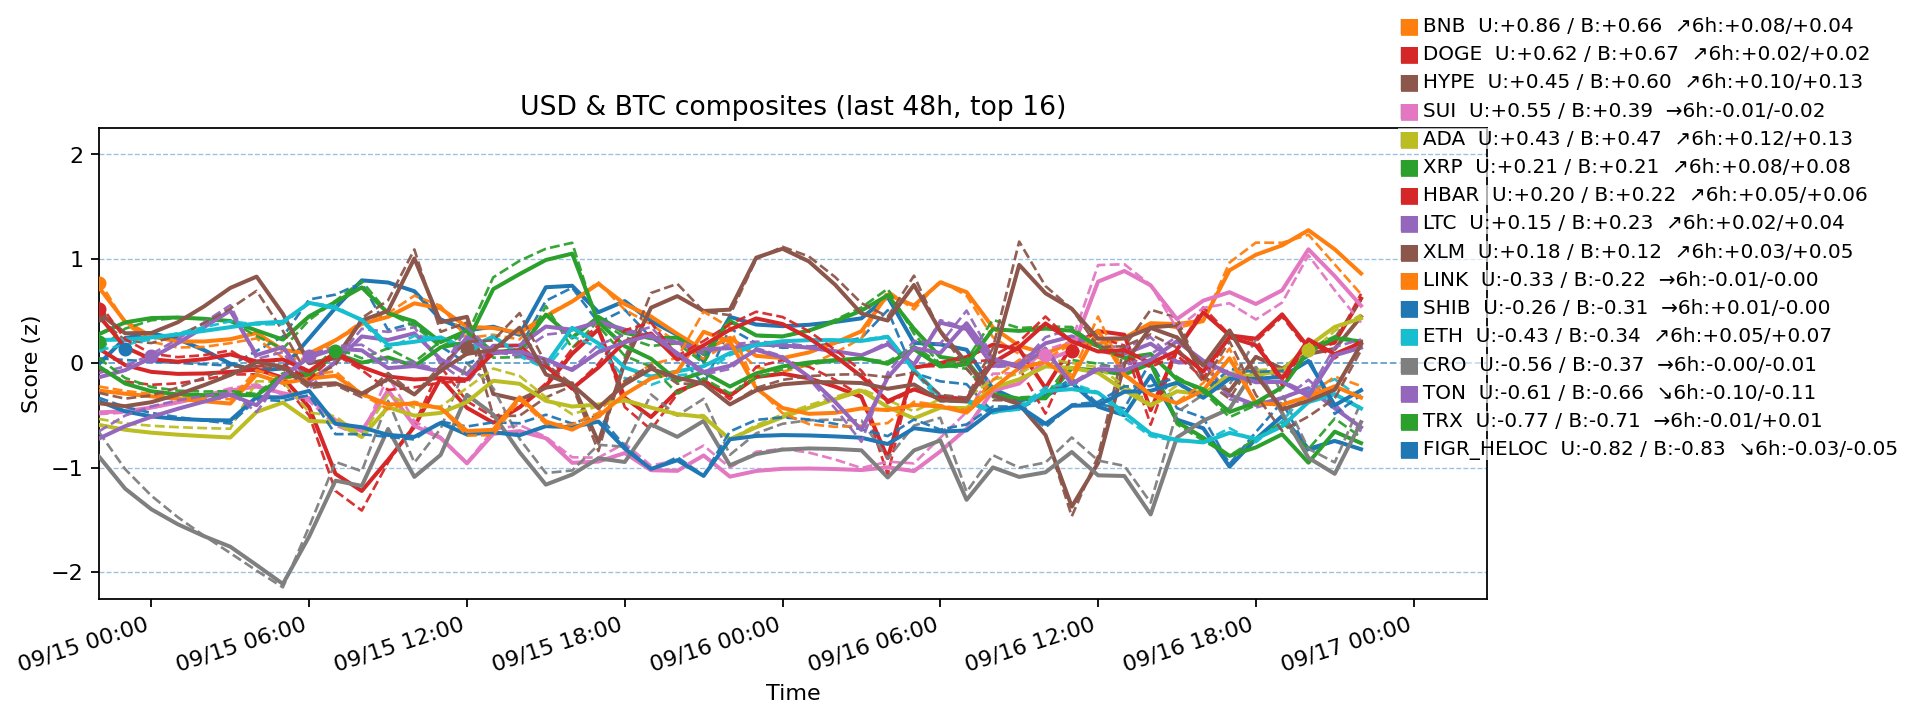 BNB U:+0.86 / B:+0.66 ↗6h:+0.08/+0.04
DOGE U:+0.62 / B:+0.67 ↗6h:+0.02/+0.02
HYPE U:+0.45 / B:+0.60 ↗6h:+0.10/+0.13
SUI U:+0.55 / B:+0.39 →6h:-0.01/-0.02
ADA U:+0.43 / B:+0.47 ↗6h:+0.12/+0.13
XRP U:+0.21 / B:+0.21 ↗6h:+0.08/+0.08
HBAR U:+0.20 / B:+0.22 ↗6h:+0.05/+0.06
LTC U:+0.15 / B:+0.23 ↗6h:+0.02/+0.04
XLM U:+0.18 / B:+0.12 ↗6h:+0.03/+0.05
LINK U:-0.33 / B:-0.22 →6h:-0.01/-0.00
SHIB U:-0.26 / B:-0.31 →6h:+0.01/-0.00
ETH U:-0.43 / B:-0.34 ↗6h:+0.05/+0.07
CRO U:-0.56 / B:-0.37 →6h:-0.00/-0.01
TON U:-0.61 / B:-0.66 ↘6h:-0.10/-0.11
TRX U:-0.77 / B:-0.71 →6h:-0.01/+0.01
FIGR_HELOC U:-0.82 / B:-0.83 ↘6h:-0.03/-0.05
USD & BTC composites (last 48h, top 16)
Score (z)
2
1
0
−1
−2
09/15 00:00
09/15 06:00
09/15 12:00
09/15 18:00
09/16 00:00
09/16 06:00
09/16 12:00
09/16 18:00
09/17 00:00
Time